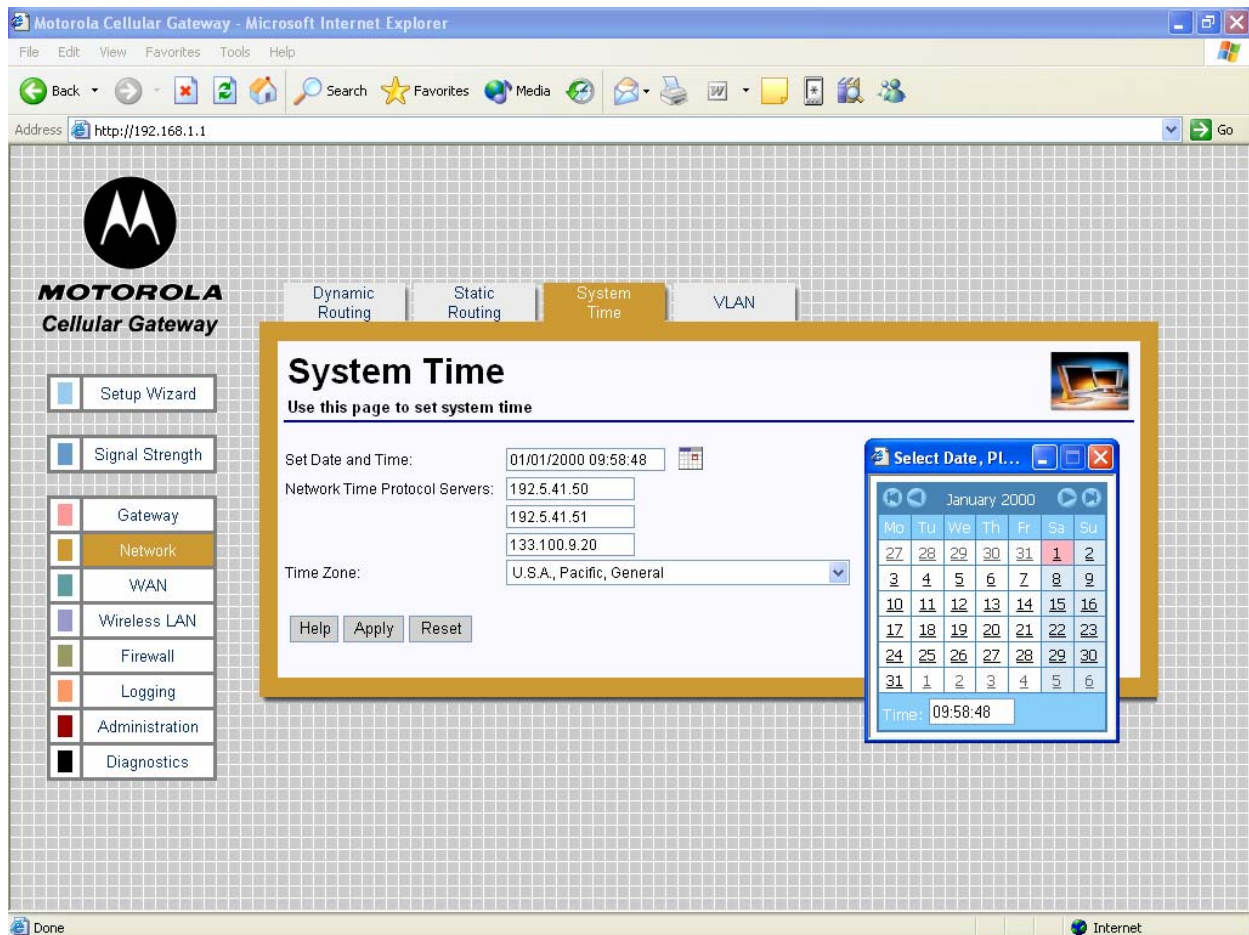 Motorola Cellular Gateway - Microsoft Internet Explorer
File Edit View Favorites Tools Help
Back Search Favorites Media
Address http://192.168.1.1 Go
MOTOROLA
Cellular Gateway
Setup Wizard
Signal Strength
Gateway
Network
WAN
Wireless LAN
Firewall
Logging
Administration
Diagnostics
Dynamic Routing
Static Routing
System Time
VLAN
System Time
Use this page to set system time
Set Date and Time: 01/01/2000 09:58:48
Network Time Protocol Servers: 192.5.41.50
192.5.41.51
133.100.9.20
Time Zone: U.S.A., Pacific, General
Help Apply Reset
Select Date, Pl...
January 2000
Mo Tu We Th Fr Sa Su
27 28 29 30 31 1 2
3 4 5 6 7 8 9
10 11 12 13 14 15 16
17 18 19 20 21 22 23
24 25 26 27 28 29 30
31 1 2 3 4 5 6
Time: 09:58:48
Done
Internet